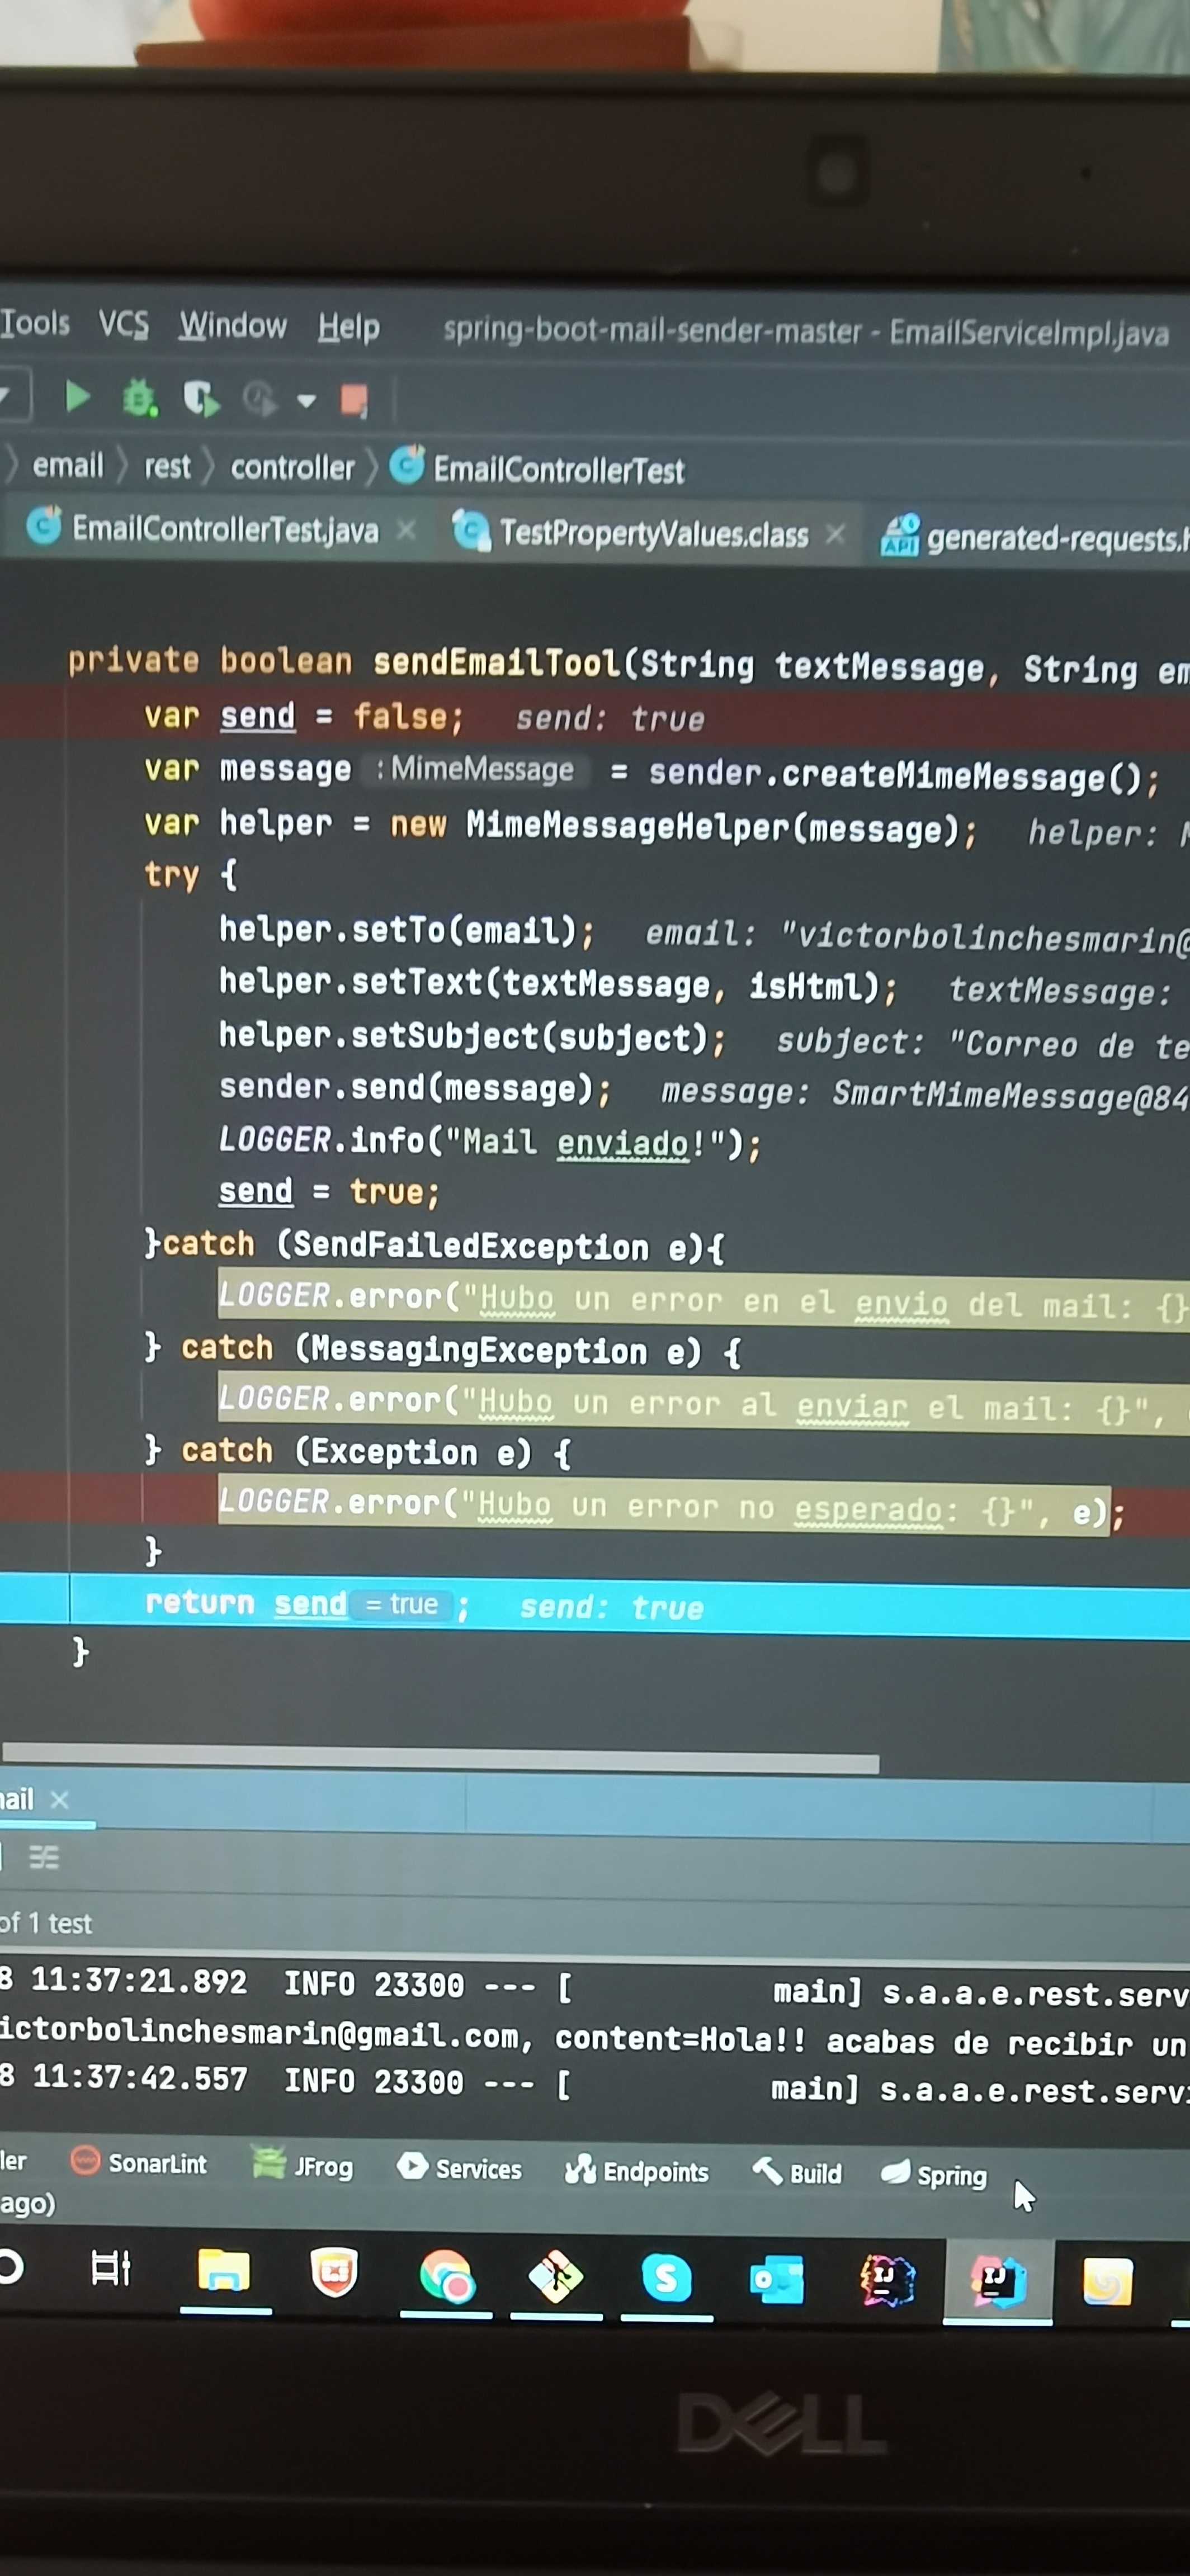 Tools VCS Window Help spring-boot-mail-sender-master - EmailServiceImpl.java
email rest controller EmailControllerTest
EmailControllerTest.java TestPropertyValues.class generated-requests.h
private boolean sendEmailTool(String textMessage, String em
var send = false; send: true
var message : MimeMessage = sender.createMimeMessage();
var helper = new MimeMessageHelper(message); helper: M
try {
helper.setTo(email); email: "victorbolinchesmarin@
helper.setText(textMessage, isHtml); textMessage:
helper.setSubject(subject); subject: "Correo de te
sender.send(message); message: SmartMimeMessage@84
LOGGER.info("Mail enviado!");
send = true;
}catch (SendFailedException e){
LOGGER.error("Hubo un error en el envio del mail: {}
} catch (MessagingException e) {
LOGGER.error("Hubo un error al enviar el mail: {}",
} catch (Exception e) {
LOGGER.error("Hubo un error no esperado: {}", e);
}
return send = true ; send: true
}
ail
of 1 test
8 11:37:21.892 INFO 23300 --- [ main] s.a.a.e.rest.serv
ictorbolinchesmarin@gmail.com, content=Hola!! acabas de recibir un
8 11:37:42.557 INFO 23300 --- [ main] s.a.a.e.rest.servi
ler SonarLint JFrog Services Endpoints Build Spring
ago)
DELL